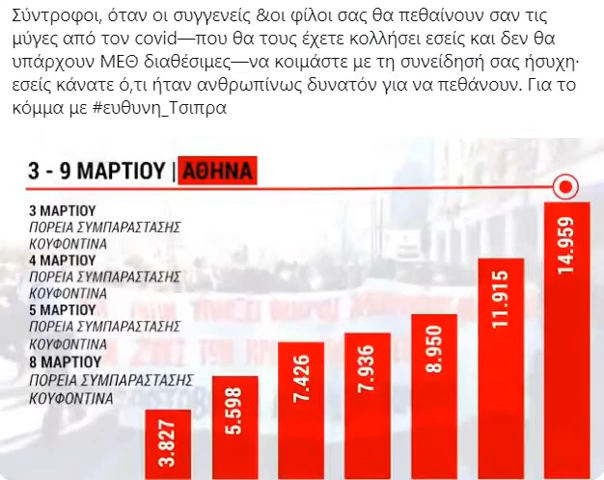 Σύντροφοι, όταν οι συγγενείς &οι φίλοι σας θα πεθαίνουν σαν τις
μύγες από τον covid—που θα τους έχετε κολλήσει εσείς και δεν θα
υπάρχουν ΜΕΘ διαθέσιμες—να κοιμάστε με τη συνείδησή σας ήσυχη·
εσείς κάνατε ό,τι ήταν ανθρωπίνως δυνατόν για να πεθάνουν. Για το
κόμμα με #ευθυνη_Τσιπρα
3 - 9 ΜΑΡΤΙΟΥ | ΑΘΗΝΑ
3 ΜΑΡΤΙΟΥ
ΠΟΡΕΙΑ ΣΥΜΠΑΡΑΣΤΑΣΗΣ
ΚΟΥΦΟΝΤΙΝΑ
4 ΜΑΡΤΙΟΥ
ΠΟΡΕΙΑ ΣΥΜΠΑΡΑΣΤΑΣΗΣ
ΚΟΥΦΟΝΤΙΝΑ
5 ΜΑΡΤΙΟΥ
ΠΟΡΕΙΑ ΣΥΜΠΑΡΑΣΤΑΣΗΣ
ΚΟΥΦΟΝΤΙΝΑ
8 ΜΑΡΤΙΟΥ
ΠΟΡΕΙΑ ΣΥΜΠΑΡΑΣΤΑΣΗΣ
ΚΟΥΦΟΝΤΙΝΑ
3.827
5.598
7.426
7.936
8.950
11.915
14.959